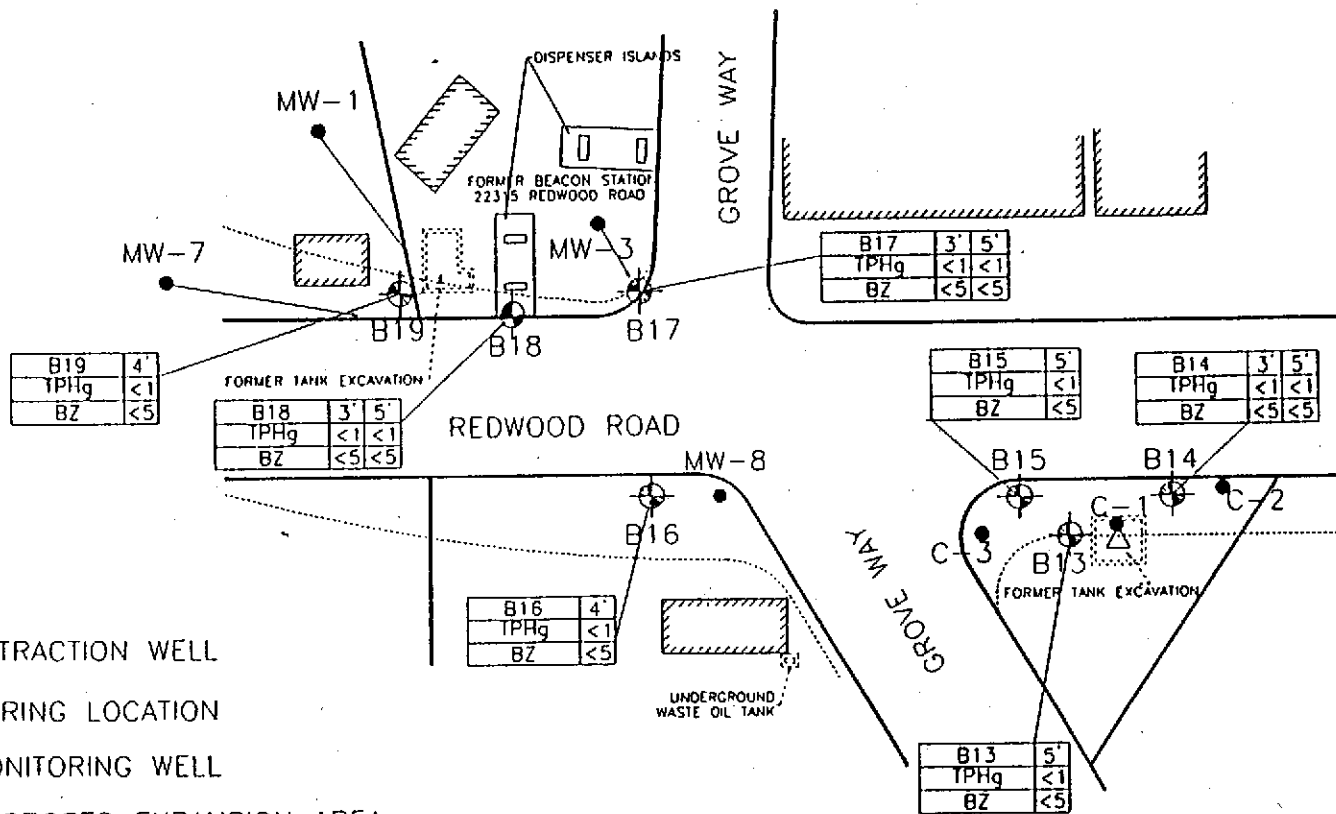 DISPENSER ISLANDS
MW-1
GROVE WAY
FORMER BEACON STATION
22315 REDWOOD ROAD
MW-3
MW-7
B17 3' 5'
TPHg <1 <1
BZ <5 <5
B19
B18
B17
B19 4'
TPHg <1
BZ <5
FORMER TANK EXCAVATION
B18 3' 5'
TPHg <1 <1
BZ <5 <5
B15 5'
TPHg <1
BZ <5
B14 3' 5'
TPHg <1 <1
BZ <5 <5
REDWOOD ROAD
MW-8
B15
B14
C-2
C-1
B16
C-3
B13
GROVE WAY
FORMER TANK EXCAVATION
B16 4'
TPHg <1
BZ <5
TRACTION WELL
RING LOCATION
ONITORING WELL
UNDERGROUND
WASTE OIL TANK
B13 5'
TPHg <1
BZ <5
EXPANSION AREA